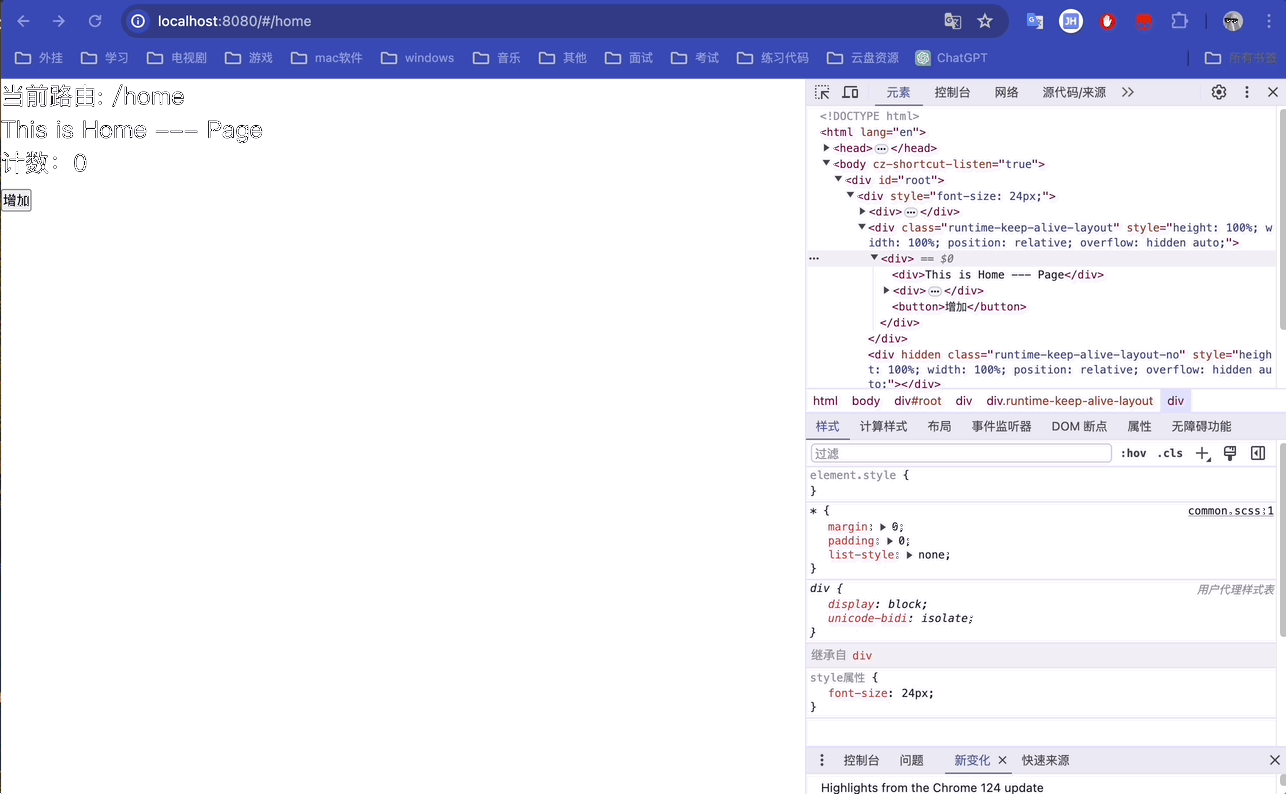 localhost:8080/#/home
外挂 学习 电视剧 游戏 mac软件 windows 音乐 其他 面试 考试 练习代码 云盘资源 ChatGPT 所有书签
当前路由: /home
This is Home --- Page
计数：0
增加
元素 控制台 网络 源代码/来源
<!DOCTYPE html>
<html lang="en">
<head> ⋯ </head>
<body cz-shortcut-listen="true">
<div id="root">
<div style="font-size: 24px;">
<div> ⋯ </div>
<div class="runtime-keep-alive-layout" style="height: 100%; w
idth: 100%; position: relative; overflow: hidden auto;">
<div> == $0
<div>This is Home --- Page</div>
<div> ⋯ </div>
<button>增加</button>
</div>
</div>
<div hidden class="runtime-keep-alive-layout-no" style="heigh
t: 100%; width: 100%; position: relative; overflow: hidden au
to;"></div>
html body div#root div div.runtime-keep-alive-layout div
样式 计算样式 布局 事件监听器 DOM 断点 属性 无障碍功能
过滤 :hov .cls
element.style {
}
* { common.scss:1
margin: 0;
padding: 0;
list-style: none;
}
div { 用户代理样式表
display: block;
unicode-bidi: isolate;
}
继承自 div
style属性 {
font-size: 24px;
}
控制台 问题 新变化 快速来源
Highlights from the Chrome 124 update